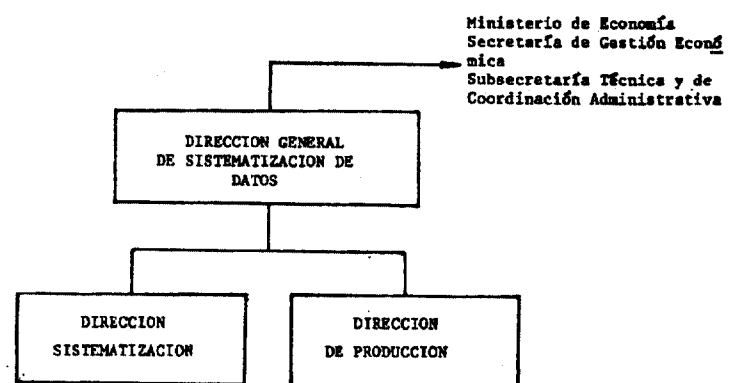 Ministerio de Economía
Secretaría de Gestión Econó
mica
Subsecretaría Técnica y de
Coordinación Administrativa
DIRECCION GENERAL
DE SISTEMATIZACION DE
DATOS
DIRECCION
SISTEMATIZACION
DIRECCION
DE PRODUCCION